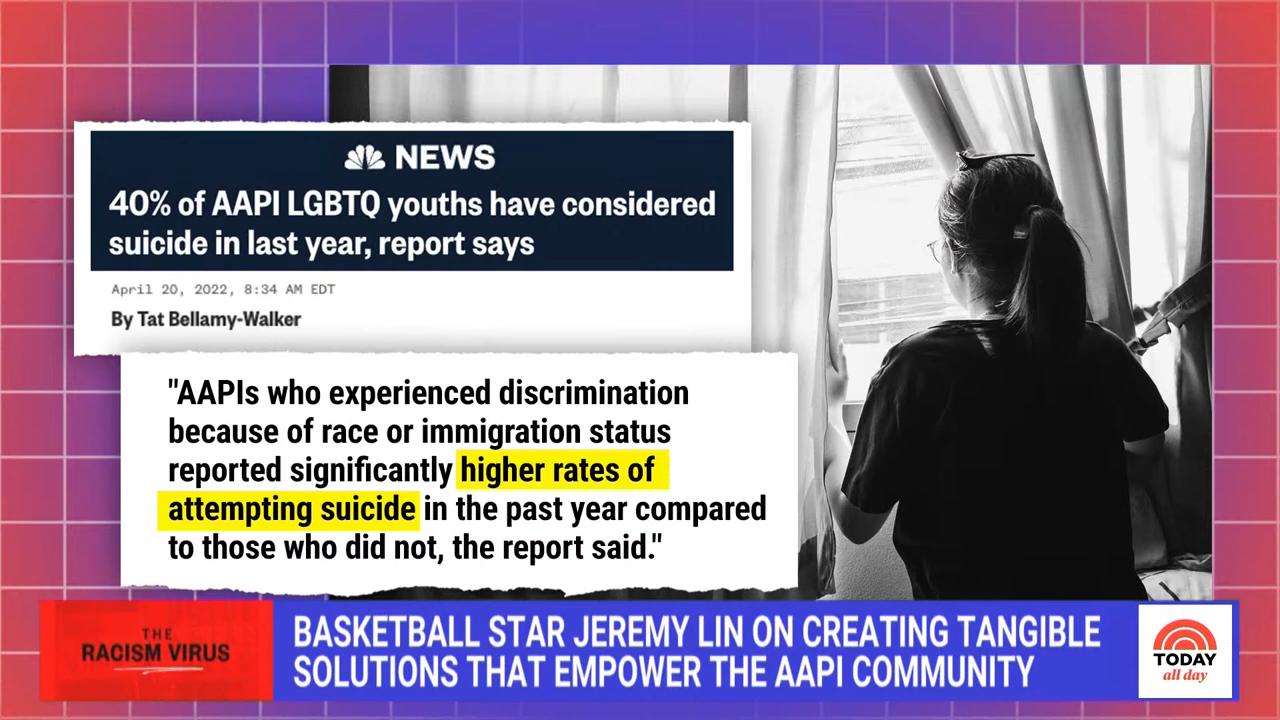 NEWS
40% of AAPI LGBTQ youths have considered
suicide in last year, report says
April 20, 2022, 8:34 AM EDT
By Tat Bellamy-Walker
"AAPIs who experienced discrimination
because of race or immigration status
reported significantly higher rates of
attempting suicide in the past year compared
to those who did not, the report said."
THE
RACISM VIRUS
BASKETBALL STAR JEREMY LIN ON CREATING TANGIBLE
SOLUTIONS THAT EMPOWER THE AAPI COMMUNITY
TODAY
all day